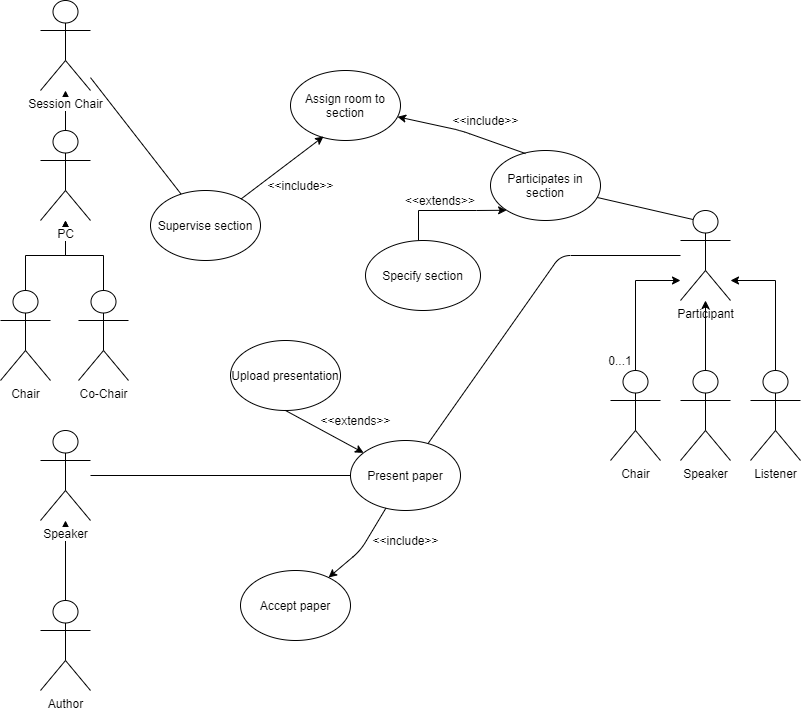 Session Chair
Assign room to
section
<<include>>
<<include>>
Participates in
section
<<extends>>
Supervise section
PC
Specify section
Participant
0...1
Upload presentation
Chair
Co-Chair
<<extends>>
Chair
Speaker
Listener
Present paper
Speaker
<<include>>
Accept paper
Author